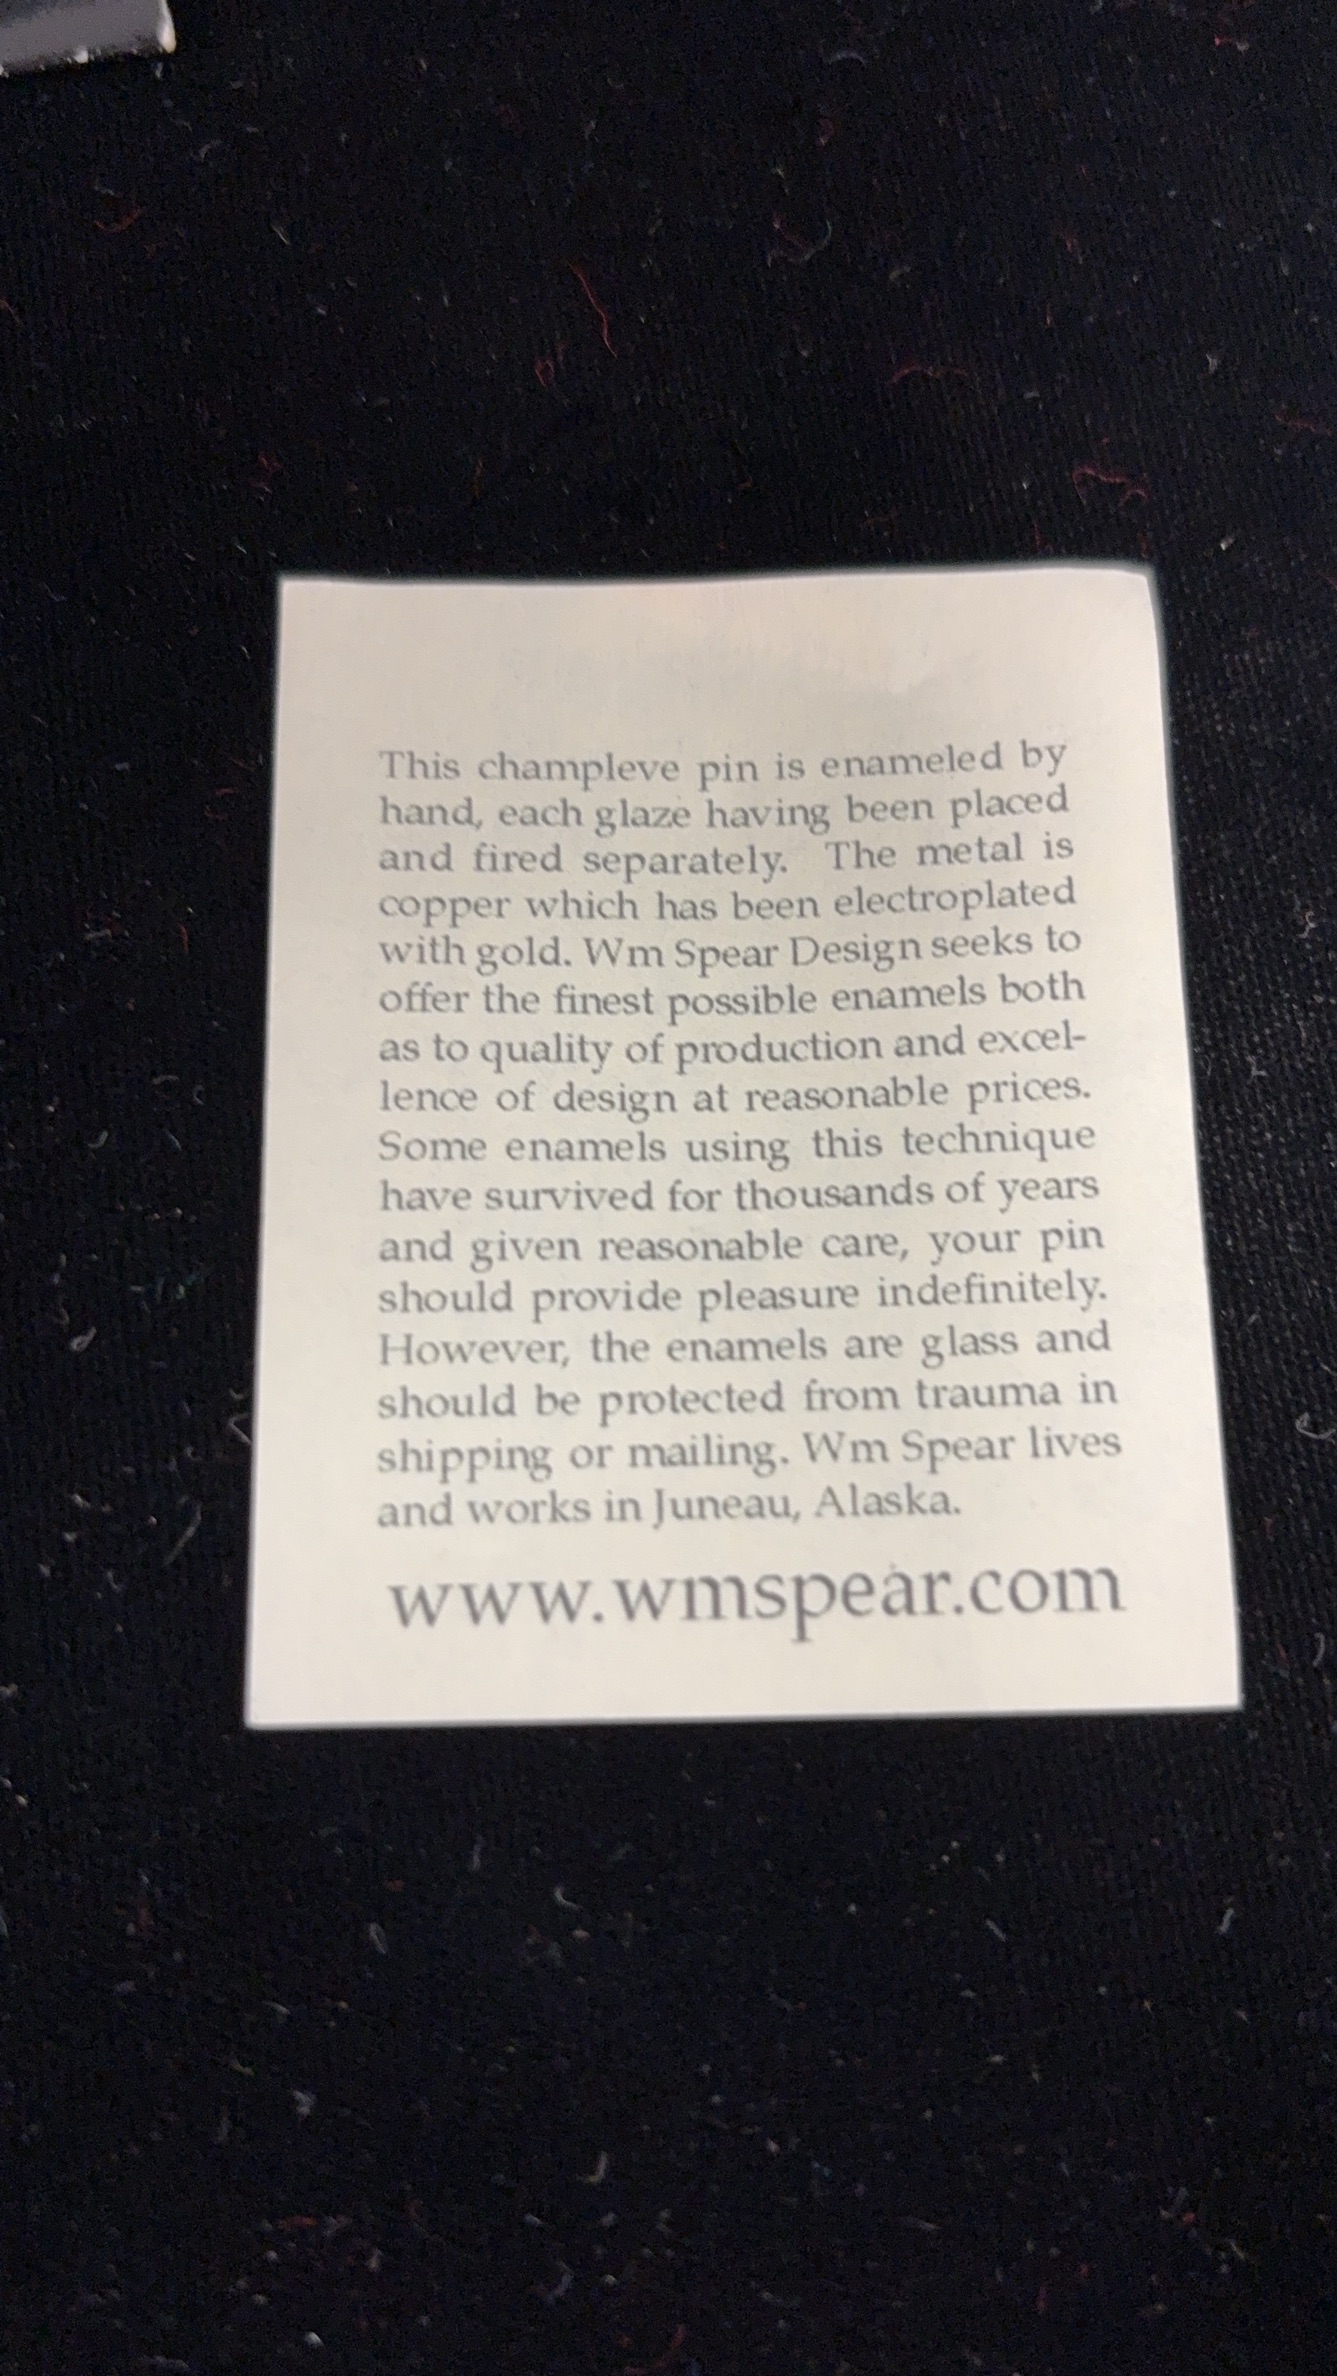 This champleve pin is enameled by
hand, each glaze having been placed
and fired separately. The metal is
copper which has been electroplated
with gold. Wm Spear Design seeks to
offer the finest possible enamels both
as to quality of production and excel-
lence of design at reasonable prices.
Some enamels using this technique
have survived for thousands of years
and given reasonable care, your pin
should provide pleasure indefinitely.
However, the enamels are glass and
should be protected from trauma in
shipping or mailing. Wm Spear lives
and works in Juneau, Alaska.
www.wmspear.com